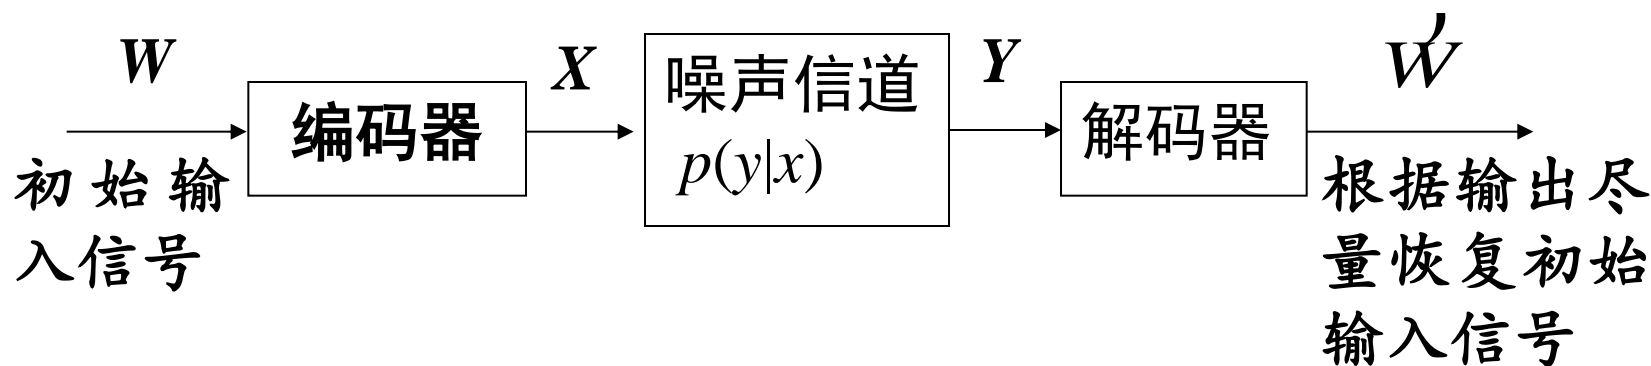 W
初始输
入信号
编码器
X
噪声信道
p(y|x)
Y
解码器
W'
根据输出尽
量恢复初始
输入信号